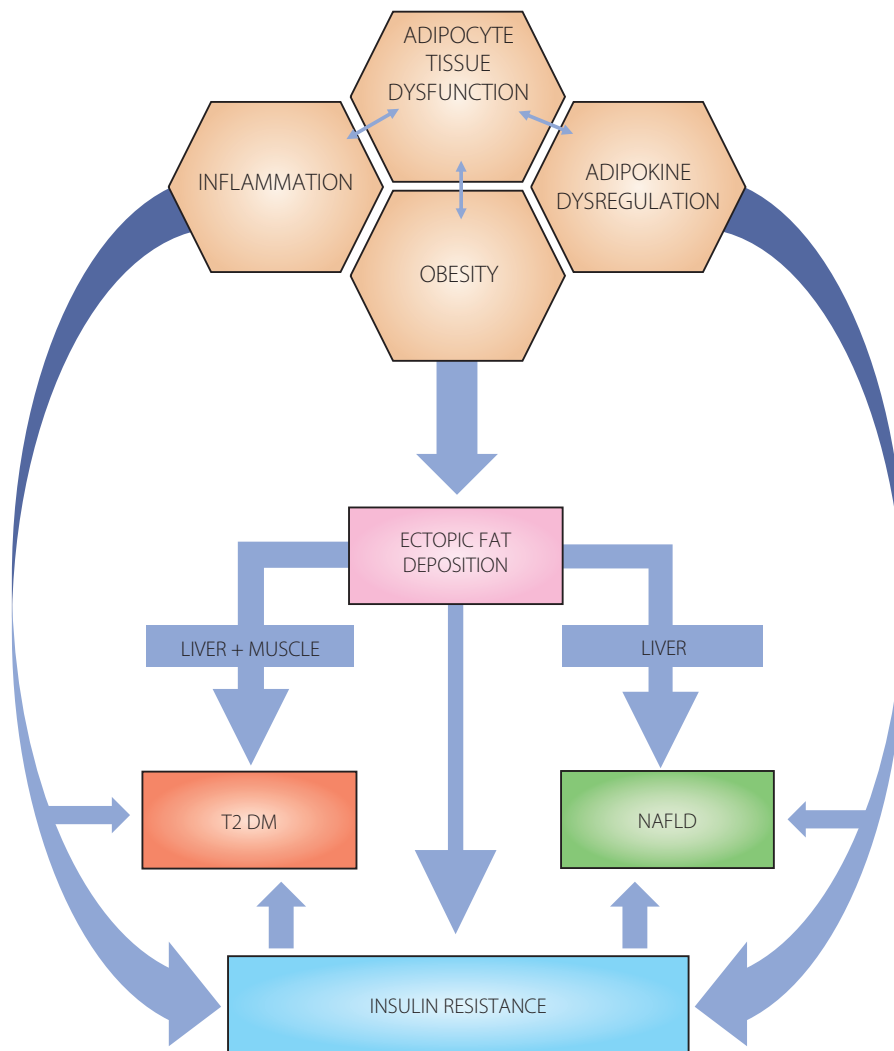 ADIPOCYTE
TISSUE
DYSFUNCTION
INFLAMMATION
ADIPOKINE
DYSREGULATION
OBESITY
ECTOPIC FAT
DEPOSITION
LIVER + MUSCLE
LIVER
T2 DM
NAFLD
INSULIN RESISTANCE